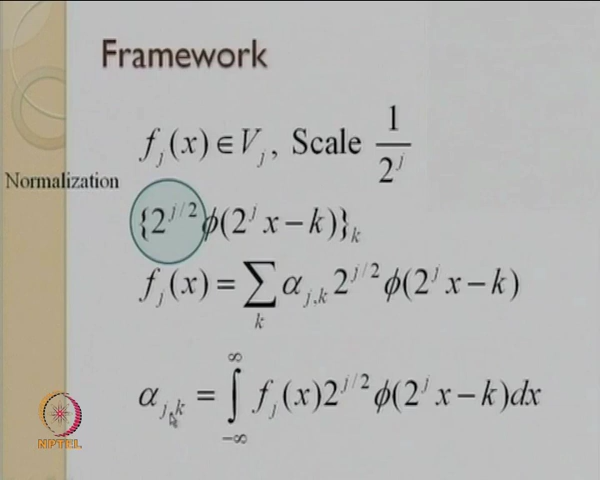 Framework
f_j(x) ∈ V_j, Scale 1/2^j
Normalization
{2^{j/2} ϕ(2^j x − k)}_k
f_j(x) = ∑_k α_{j,k} 2^{j/2} ϕ(2^j x − k)
α_{j,k} = ∫_{−∞}^{∞} f_j(x) 2^{j/2} ϕ(2^j x − k) dx
NPTEL